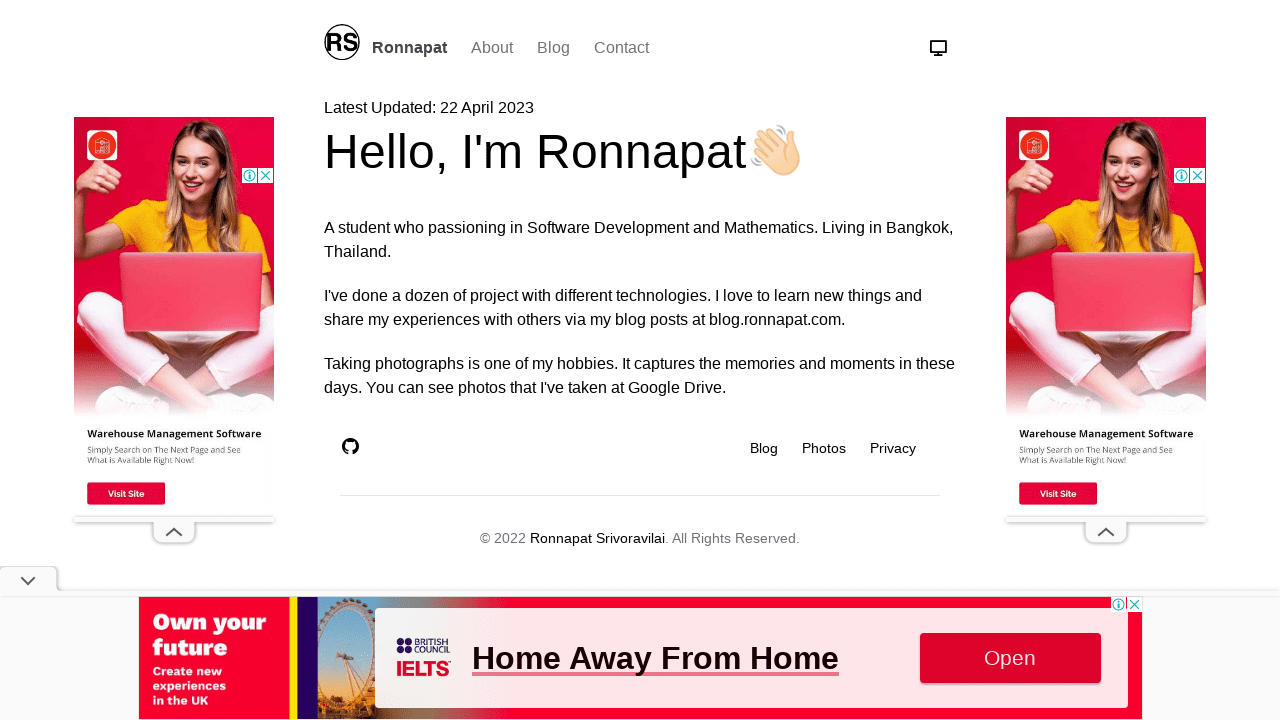 RS
Ronnapat About Blog Contact
Latest Updated: 22 April 2023
Hello, I'm Ronnapat👋🏼
A student who passioning in Software Development and Mathematics. Living in Bangkok,
Thailand.
I've done a dozen of project with different technologies. I love to learn new things and
share my experiences with others via my blog posts at blog.ronnapat.com.
Taking photographs is one of my hobbies. It captures the memories and moments in these
days. You can see photos that I've taken at Google Drive.
Blog Photos Privacy
© 2022 Ronnapat Srivoravilai. All Rights Reserved.
Warehouse Management Software
Simply Search on The Next Page and See
What is Available Right Now!
Visit Site
Warehouse Management Software
Simply Search on The Next Page and See
What is Available Right Now!
Visit Site
Own your
future
Create new
experiences
in the UK
BRITISH
COUNCIL
IELTS
Home Away From Home
Open